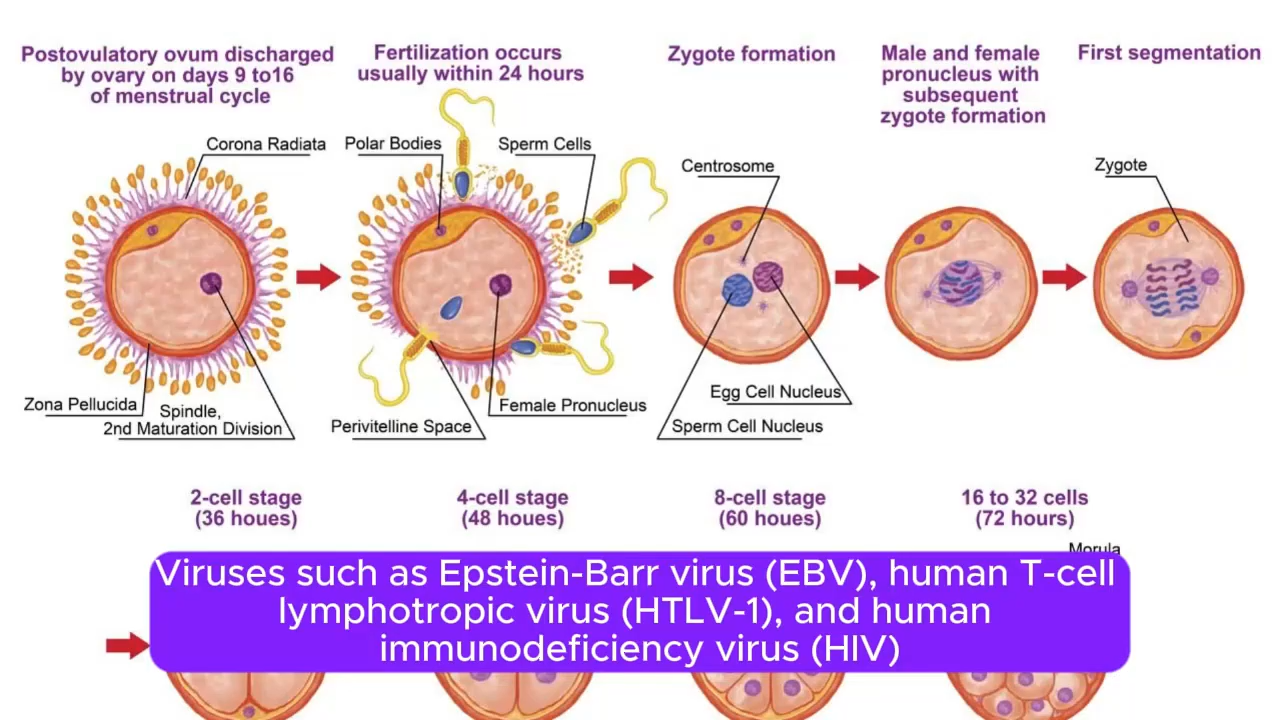 Postovulatory ovum discharged
by ovary on days 9 to16
of menstrual cycle
Fertilization occurs
usually within 24 hours
Zygote formation
Male and female
pronucleus with
subsequent
zygote formation
First segmentation
Corona Radiata
Polar Bodies
Sperm Cells
Centrosome
Zygote
Zona Pellucida
Spindle,
2nd Maturation Division
Perivitelline Space
Female Pronucleus
Egg Cell Nucleus
Sperm Cell Nucleus
2-cell stage
(36 houes)
4-cell stage
(48 houes)
8-cell stage
(60 houes)
16 to 32 cells
(72 hours)
Morula
Viruses such as Epstein-Barr virus (EBV), human T-cell
lymphotropic virus (HTLV-1), and human
immunodeficiency virus (HIV)